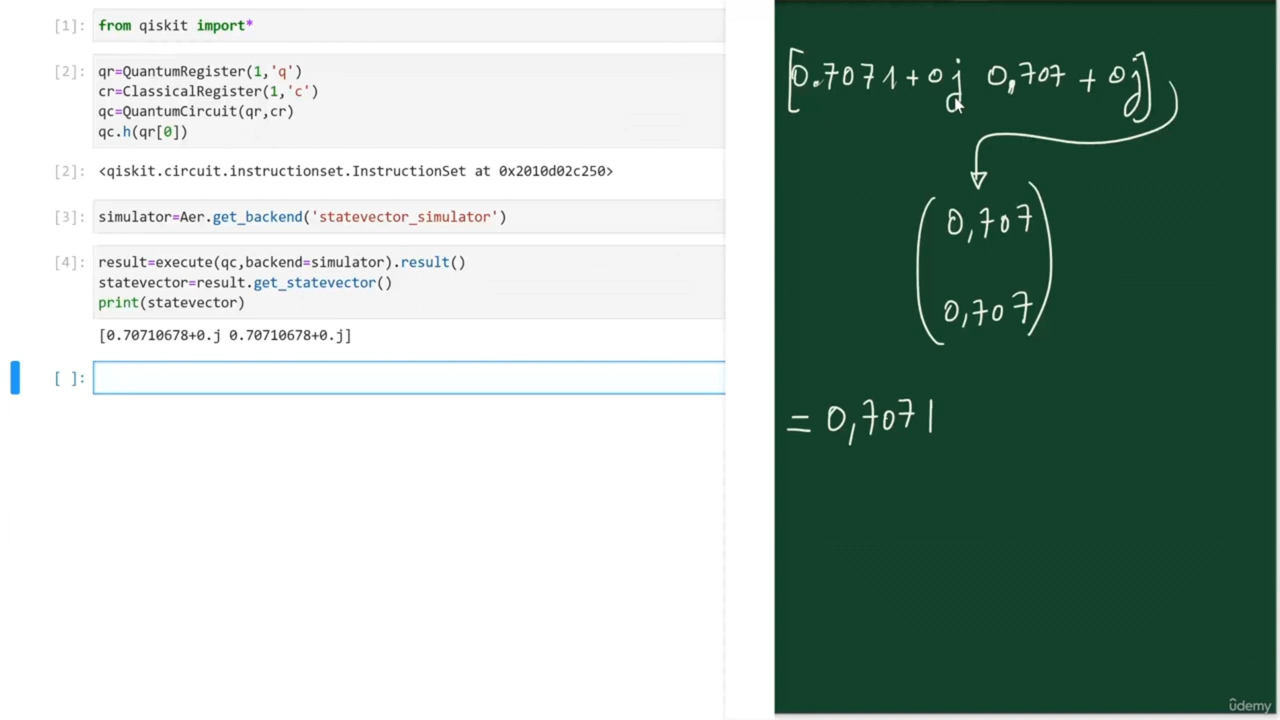 [1]: from qiskit import*
[2]: qr=QuantumRegister(1,'q')
cr=ClassicalRegister(1,'c')
qc=QuantumCircuit(qr,cr)
qc.h(qr[0])
[2]: <qiskit.circuit.instructionset.InstructionSet at 0x2010d02c250>
[3]: simulator=Aer.get_backend('statevector_simulator')
[4]: result=execute(qc,backend=simulator).result()
statevector=result.get_statevector()
print(statevector)
[0.70710678+0.j 0.70710678+0.j]
[ ]:
[0.7071+0j 0,707+0j]
0,707
0,707
= 0,7071
ûdemy